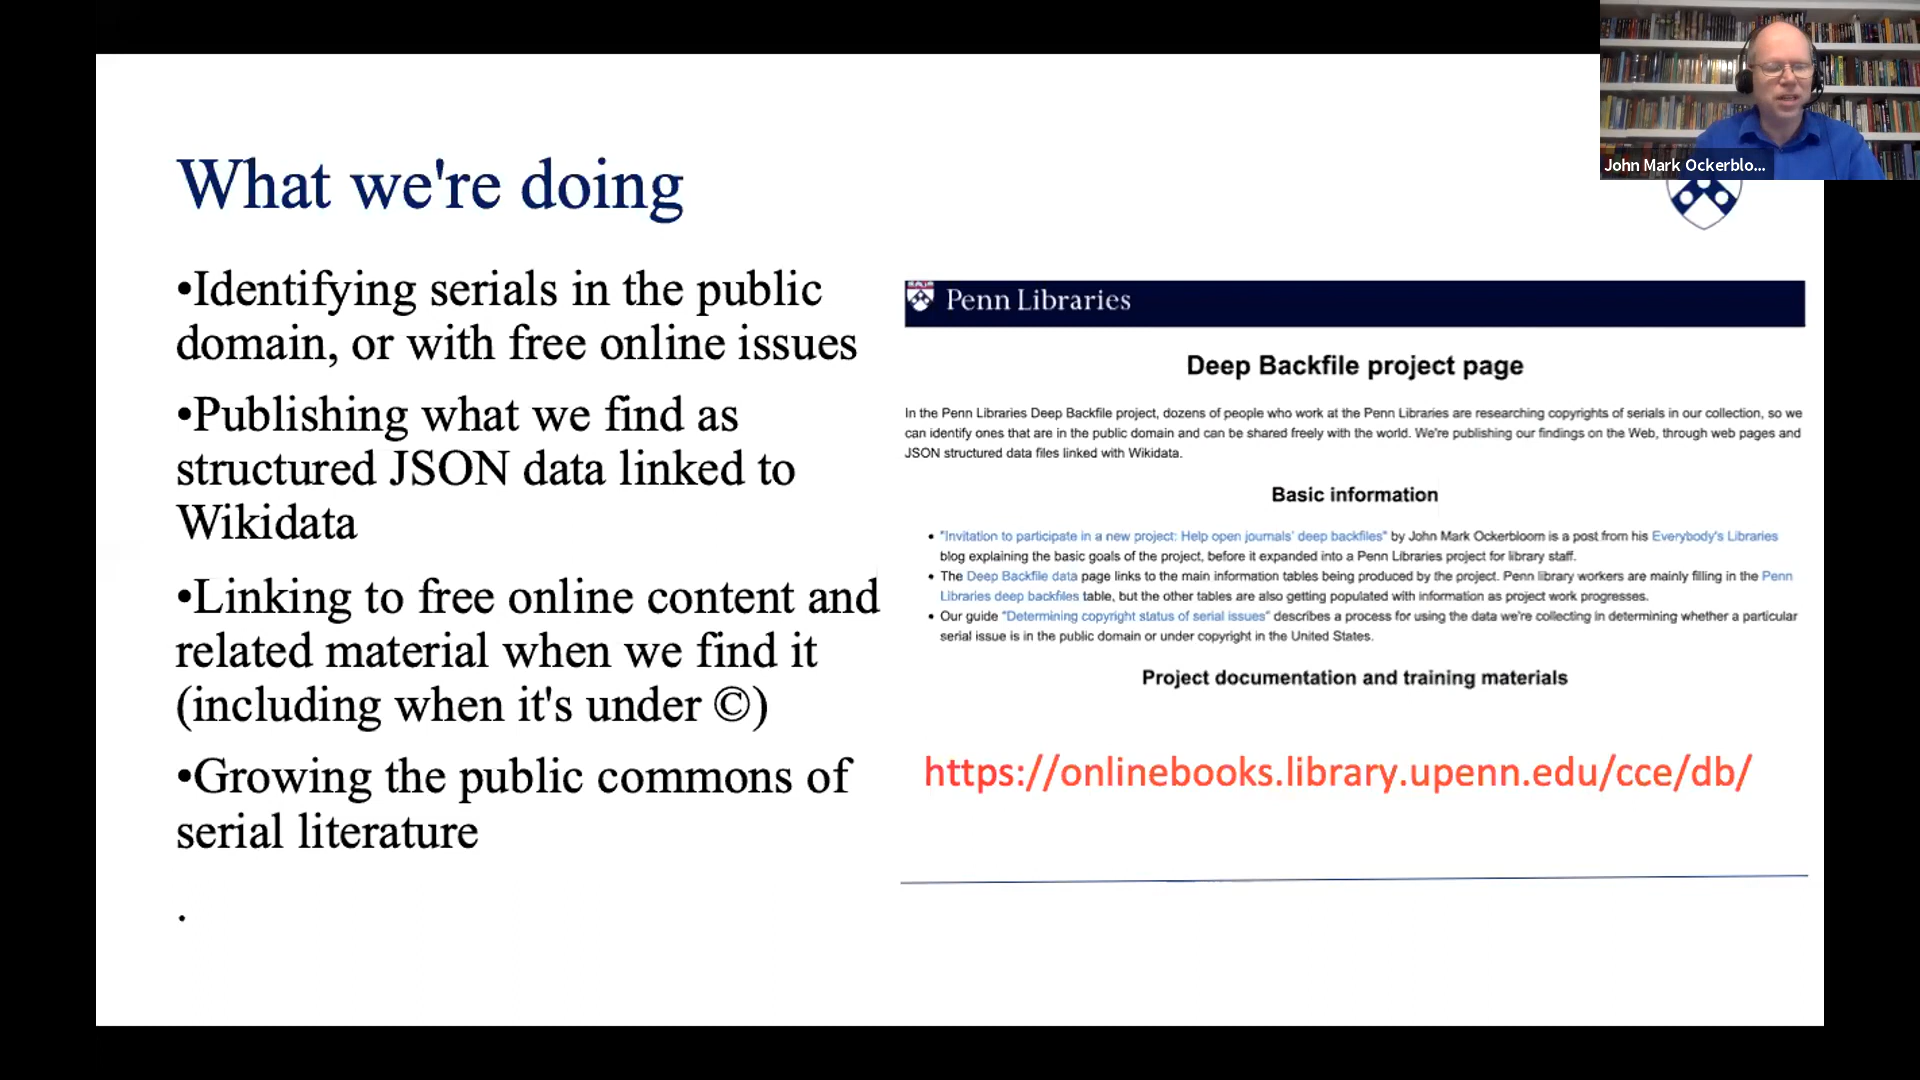 John Mark Ockerblo...
What we're doing
•Identifying serials in the public
domain, or with free online issues
•Publishing what we find as
structured JSON data linked to
Wikidata
•Linking to free online content and
related material when we find it
(including when it's under ©)
•Growing the public commons of
serial literature
.
Penn Libraries
Deep Backfile project page
In the Penn Libraries Deep Backfile project, dozens of people who work at the Penn Libraries are researching copyrights of serials in our collection, so we
can identify ones that are in the public domain and can be shared freely with the world. We're publishing our findings on the Web, through web pages and
JSON structured data files linked with Wikidata.
Basic information
• "Invitation to participate in a new project: Help open journals' deep backfiles" by John Mark Ockerbloom is a post from his Everybody's Libraries
blog explaining the basic goals of the project, before it expanded into a Penn Libraries project for library staff.
• The Deep Backfile data page links to the main information tables being produced by the project. Penn library workers are mainly filling in the Penn
Libraries deep backfiles table, but the other tables are also getting populated with information as project work progresses.
• Our guide "Determining copyright status of serial issues" describes a process for using the data we're collecting in determining whether a particular
serial issue is in the public domain or under copyright in the United States.
Project documentation and training materials
https://onlinebooks.library.upenn.edu/cce/db/